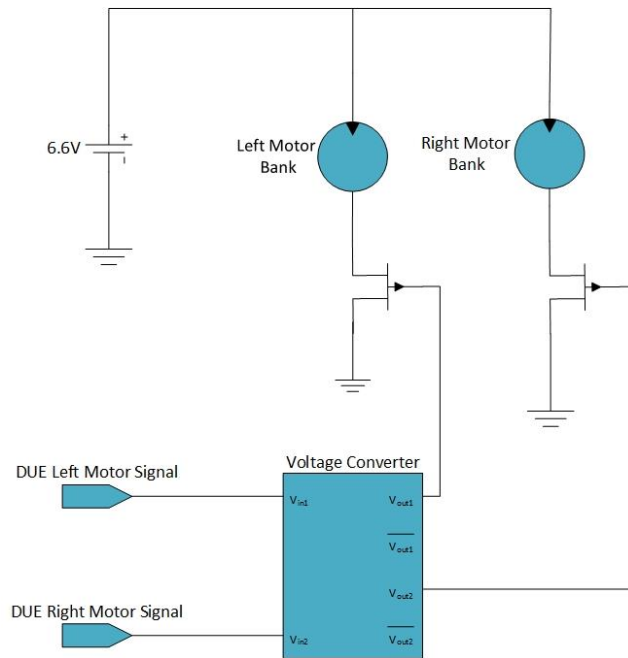 6.6V
+
-
Left Motor
Bank
Right Motor
Bank
DUE Left Motor Signal
Voltage Converter
Vin1
Vout1
Vout1
Vout2
DUE Right Motor Signal
Vin2
Vout2